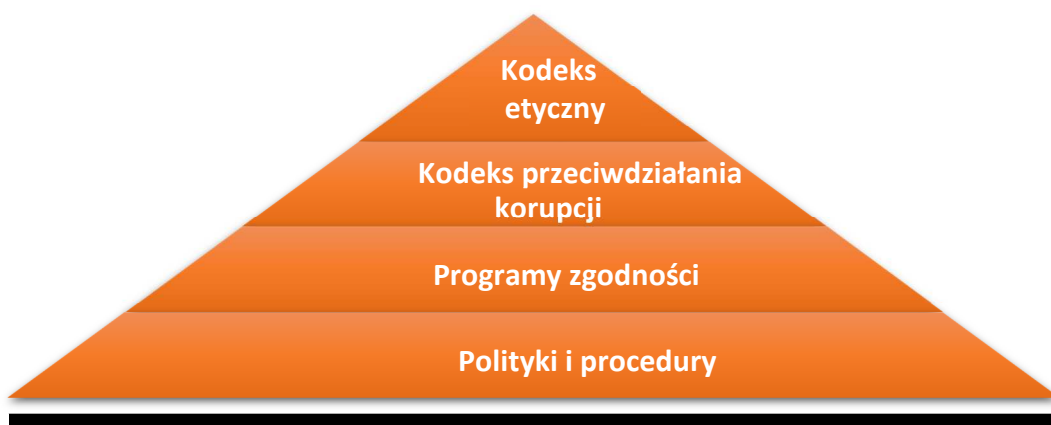 Kodeks
etyczny
Kodeks przeciwdziałania
korupcji
Programy zgodności
Polityki i procedury